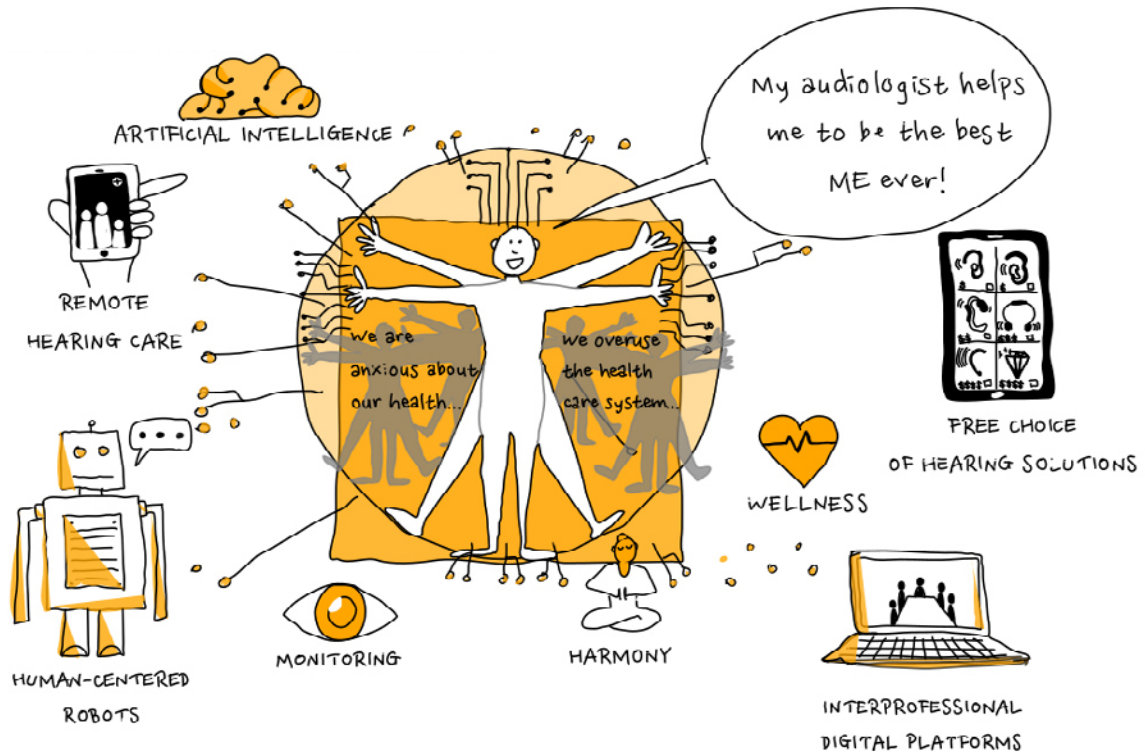 My audiologist helps
me to be the best
ME ever!
ARTIFICIAL INTELLIGENCE
REMOTE
HEARING CARE
we are
anxious about
our health...
we overuse
the health
care system...
$
$
$$
$$
$$$$
$$$$
FREE CHOICE
OF HEARING SOLUTIONS
WELLNESS
HUMAN-CENTERED
ROBOTS
MONITORING
HARMONY
INTERPROFESSIONAL
DIGITAL PLATFORMS